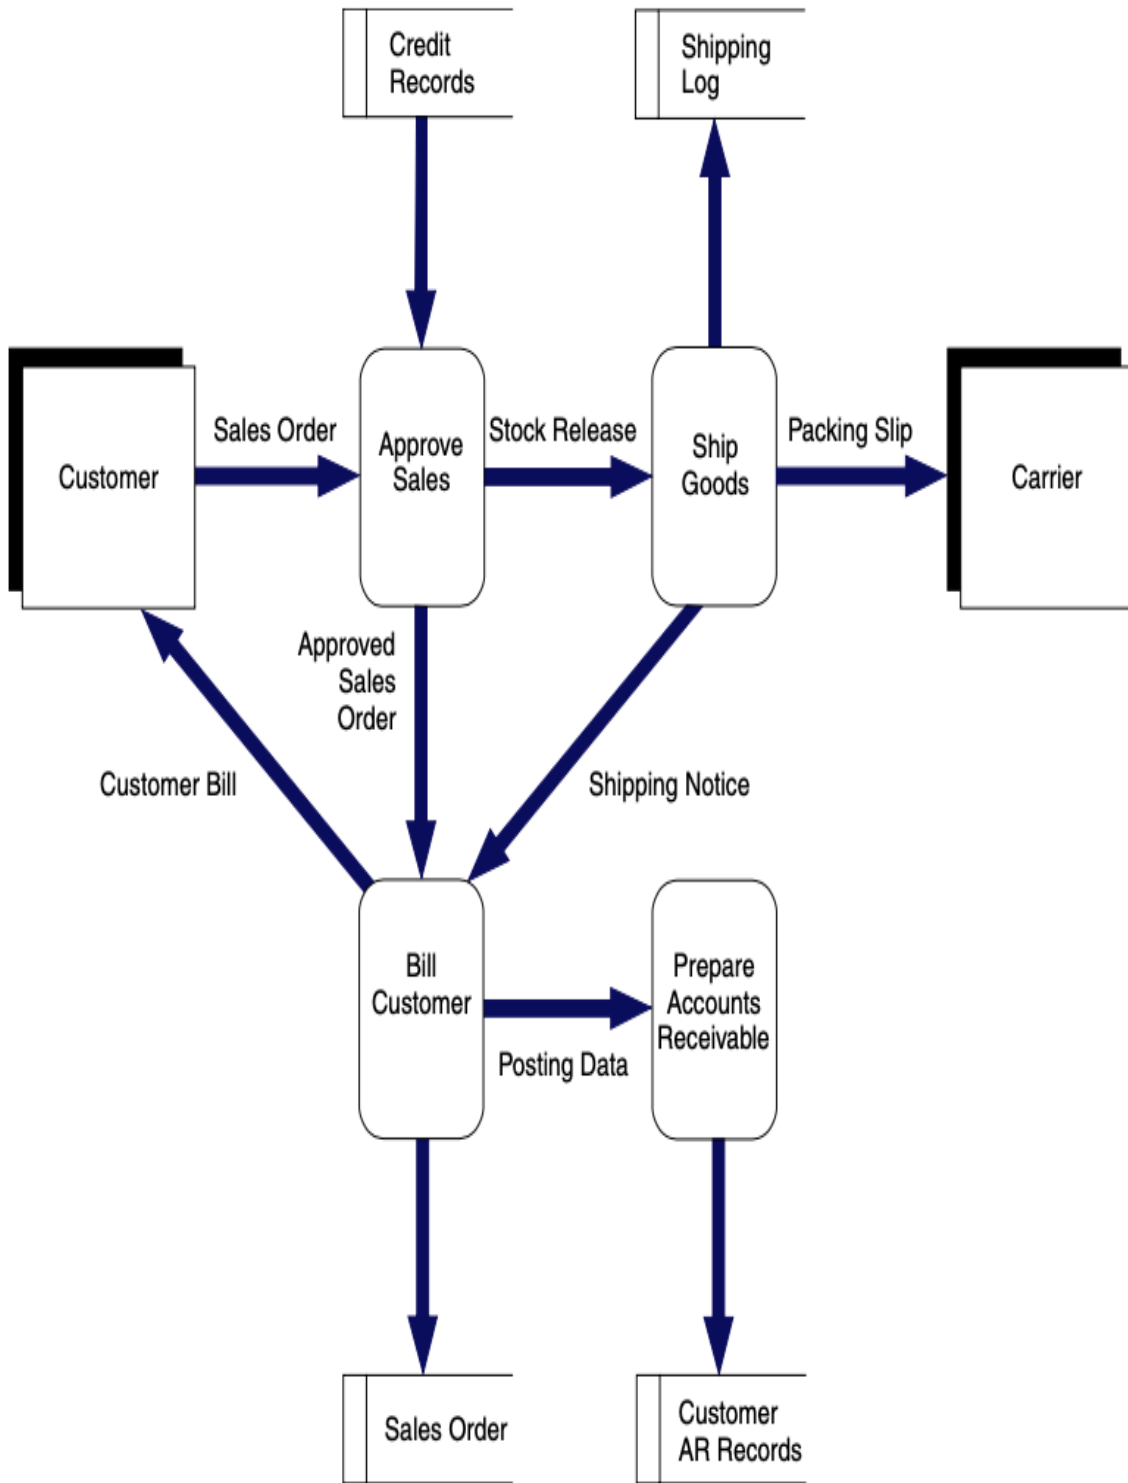 Credit
Records
Shipping
Log
Sales Order
Stock Release
Packing Slip
Customer
Approve
Sales
Ship
Goods
Carrier
Approved
Sales
Order
Customer Bill
Shipping Notice
Bill
Customer
Prepare
Accounts
Receivable
Posting Data
Sales Order
Customer
AR Records